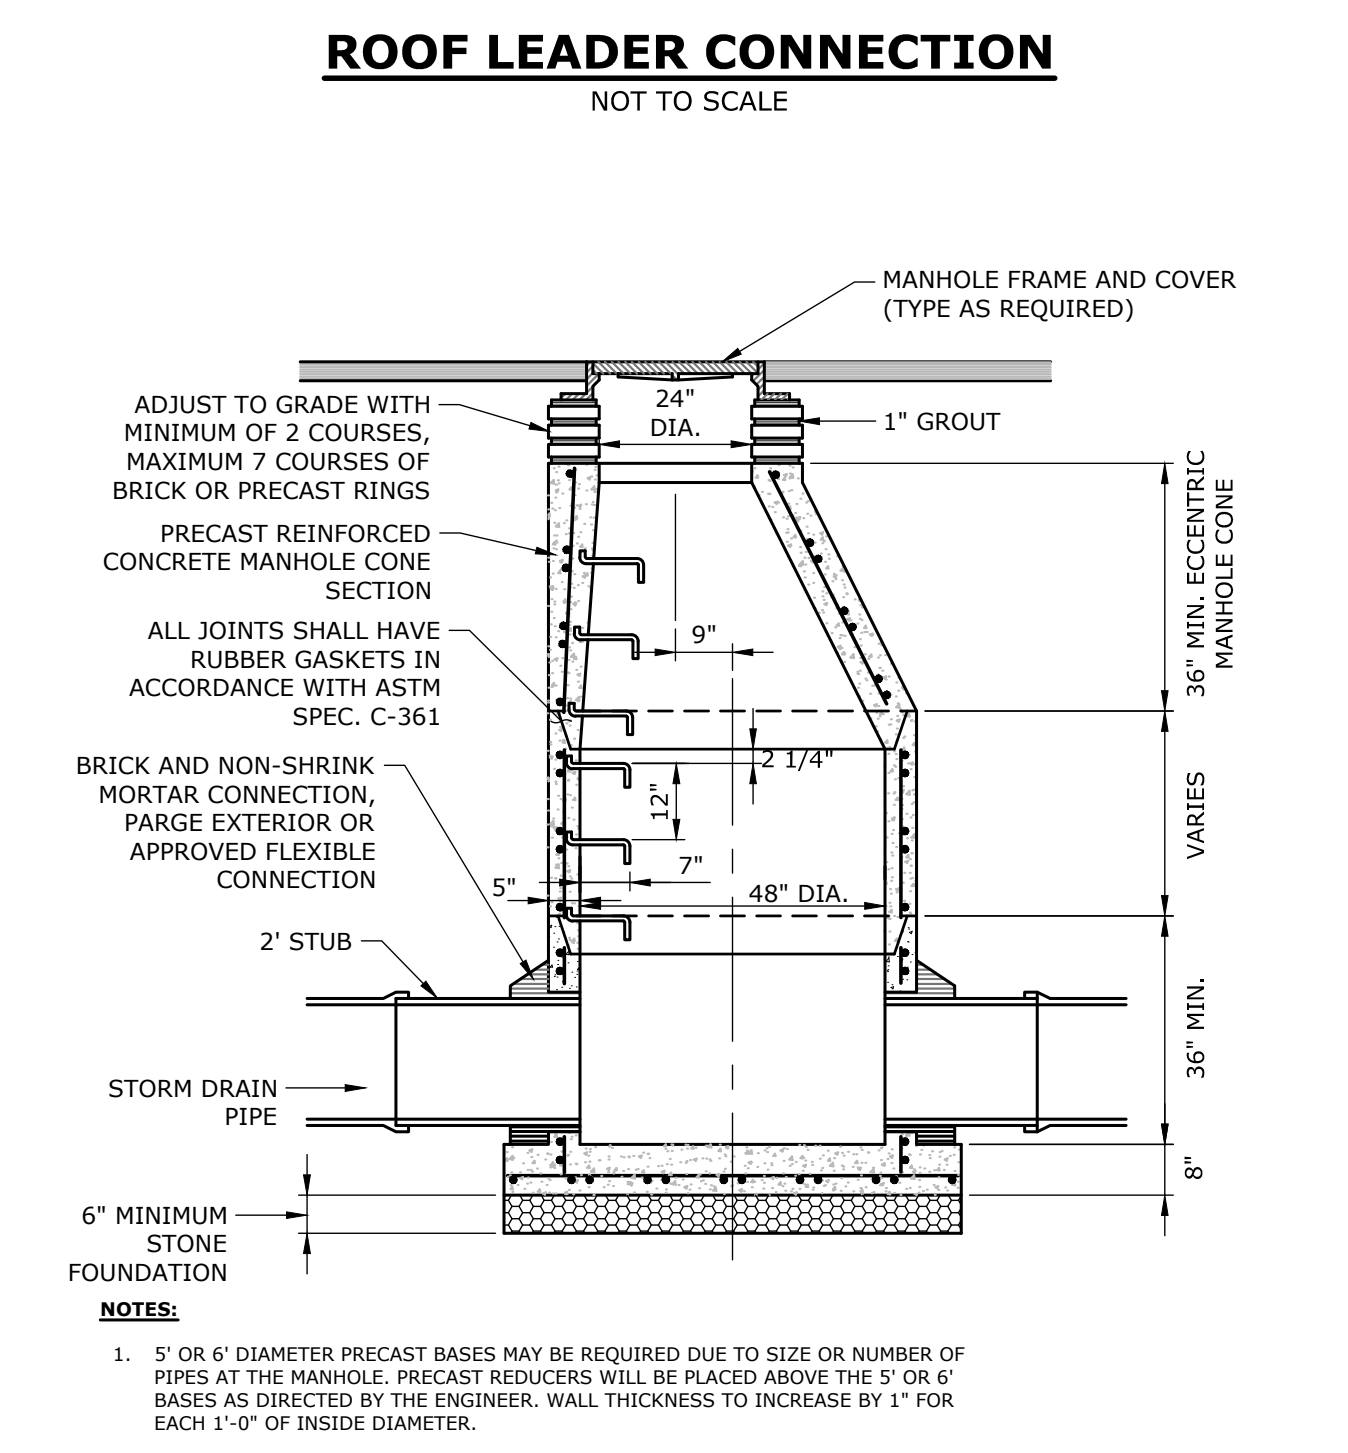 ROOF LEADER CONNECTION
NOT TO SCALE
MANHOLE FRAME AND COVER
(TYPE AS REQUIRED)
24"
DIA.
ADJUST TO GRADE WITH
MINIMUM OF 2 COURSES,
MAXIMUM 7 COURSES OF
BRICK OR PRECAST RINGS
1" GROUT
PRECAST REINFORCED
CONCRETE MANHOLE CONE
SECTION
36" MIN. ECCENTRIC
MANHOLE CONE
ALL JOINTS SHALL HAVE
RUBBER GASKETS IN
ACCORDANCE WITH ASTM
SPEC. C-361
9"
2 1/4"
BRICK AND NON-SHRINK
MORTAR CONNECTION,
PARGE EXTERIOR OR
APPROVED FLEXIBLE
CONNECTION
12"
VARIES
7"
5"
48" DIA.
2' STUB
36" MIN.
STORM DRAIN
PIPE
8"
6" MINIMUM
STONE
FOUNDATION
NOTES:
1. 5' OR 6' DIAMETER PRECAST BASES MAY BE REQUIRED DUE TO SIZE OR NUMBER OF
PIPES AT THE MANHOLE. PRECAST REDUCERS WILL BE PLACED ABOVE THE 5' OR 6'
BASES AS DIRECTED BY THE ENGINEER. WALL THICKNESS TO INCREASE BY 1" FOR
EACH 1'-0" OF INSIDE DIAMETER.